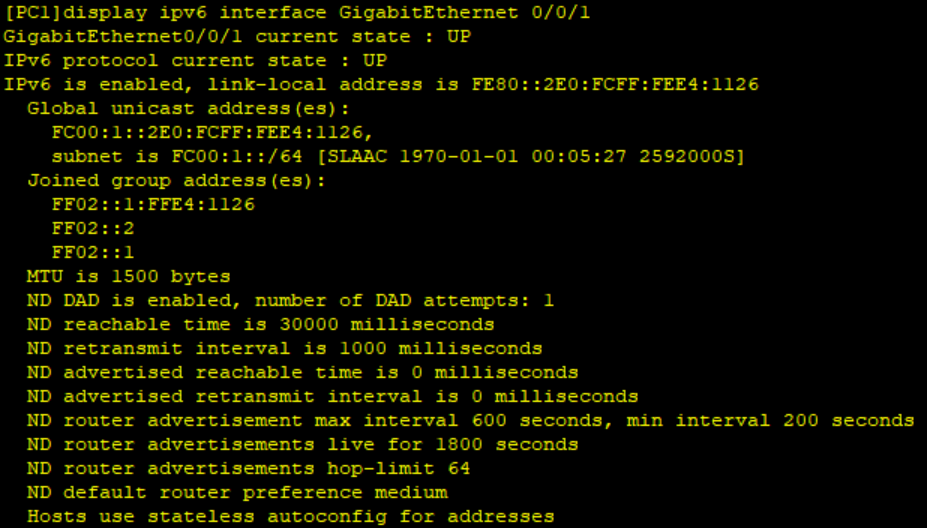 [PC1]display ipv6 interface GigabitEthernet 0/0/1
GigabitEthernet0/0/1 current state : UP
IPv6 protocol current state : UP
IPv6 is enabled, link-local address is FE80::2E0:FCFF:FEE4:1126
Global unicast address(es):
FC00:1::2E0:FCFF:FEE4:1126,
subnet is FC00:1::/64 [SLAAC 1970-01-01 00:05:27 2592000S]
Joined group address(es):
FF02::1:FFE4:1126
FF02::2
FF02::1
MTU is 1500 bytes
ND DAD is enabled, number of DAD attempts: 1
ND reachable time is 30000 milliseconds
ND retransmit interval is 1000 milliseconds
ND advertised reachable time is 0 milliseconds
ND advertised retransmit interval is 0 milliseconds
ND router advertisement max interval 600 seconds, min interval 200 seconds
ND router advertisements live for 1800 seconds
ND router advertisements hop-limit 64
ND default router preference medium
Hosts use stateless autoconfig for addresses